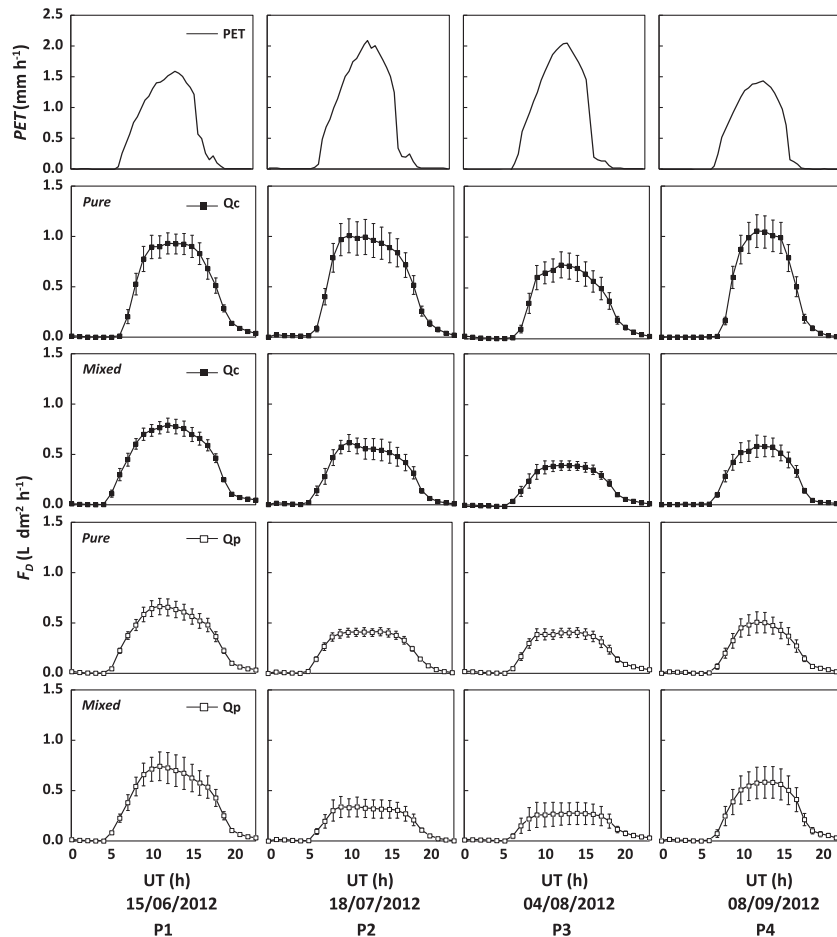 PET
PET (mm h-1)
2.5
2.0
1.5
1.0
0.5
0.0
Pure Qc
1.5
1.0
0.5
0.0
Mixed Qc
1.5
1.0
0.5
0.0
FD (L dm-2 h-1)
Pure Qp
1.5
1.0
0.5
0.0
Mixed Qp
1.5
1.0
0.5
0.0
0 5 10 15 20 0 5 10 15 20 0 5 10 15 20 0 5 10 15 20
UT (h) UT (h) UT (h) UT (h)
15/06/2012 18/07/2012 04/08/2012 08/09/2012
P1 P2 P3 P4